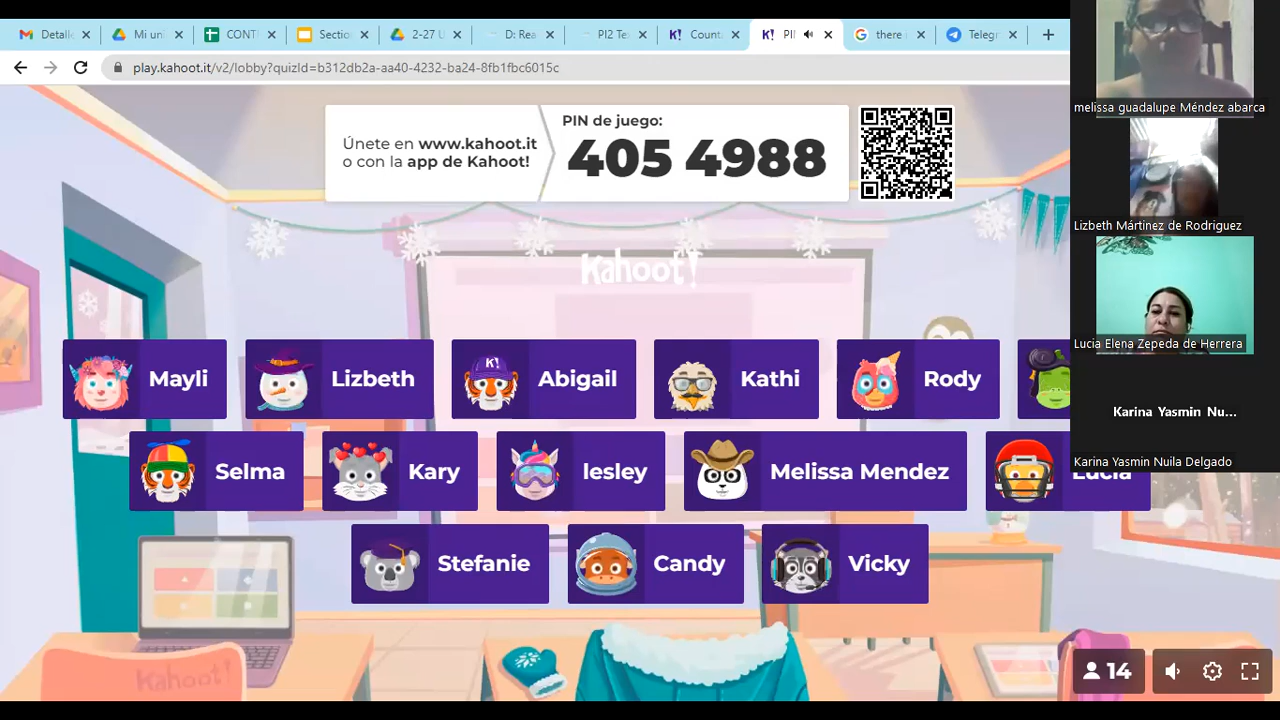 Detalle
Mi uni
CONT
Sectio
2-27 U
D: Rea
PI2 Te
K! Count
K! PI
there
Telegr
play.kahoot.it/v2/lobby?quizId=b312db2a-aa40-4232-ba24-8fb1fbc6015c
Únete en www.kahoot.it
o con la app de Kahoot!
PIN de juego:
405 4988
Kahoot!
Mayli
Lizbeth
K!
Abigail
Kathi
Rody
Selma
Kary
lesley
Melissa Mendez
Lucia
Stefanie
Candy
Vicky
Kahoot!
14
melissa guadalupe Méndez abarca
Lizbeth Mártinez de Rodriguez
Lucia Elena Zepeda de Herrera
Karina Yasmin Nu...
Karina Yasmin Nuila Delgado